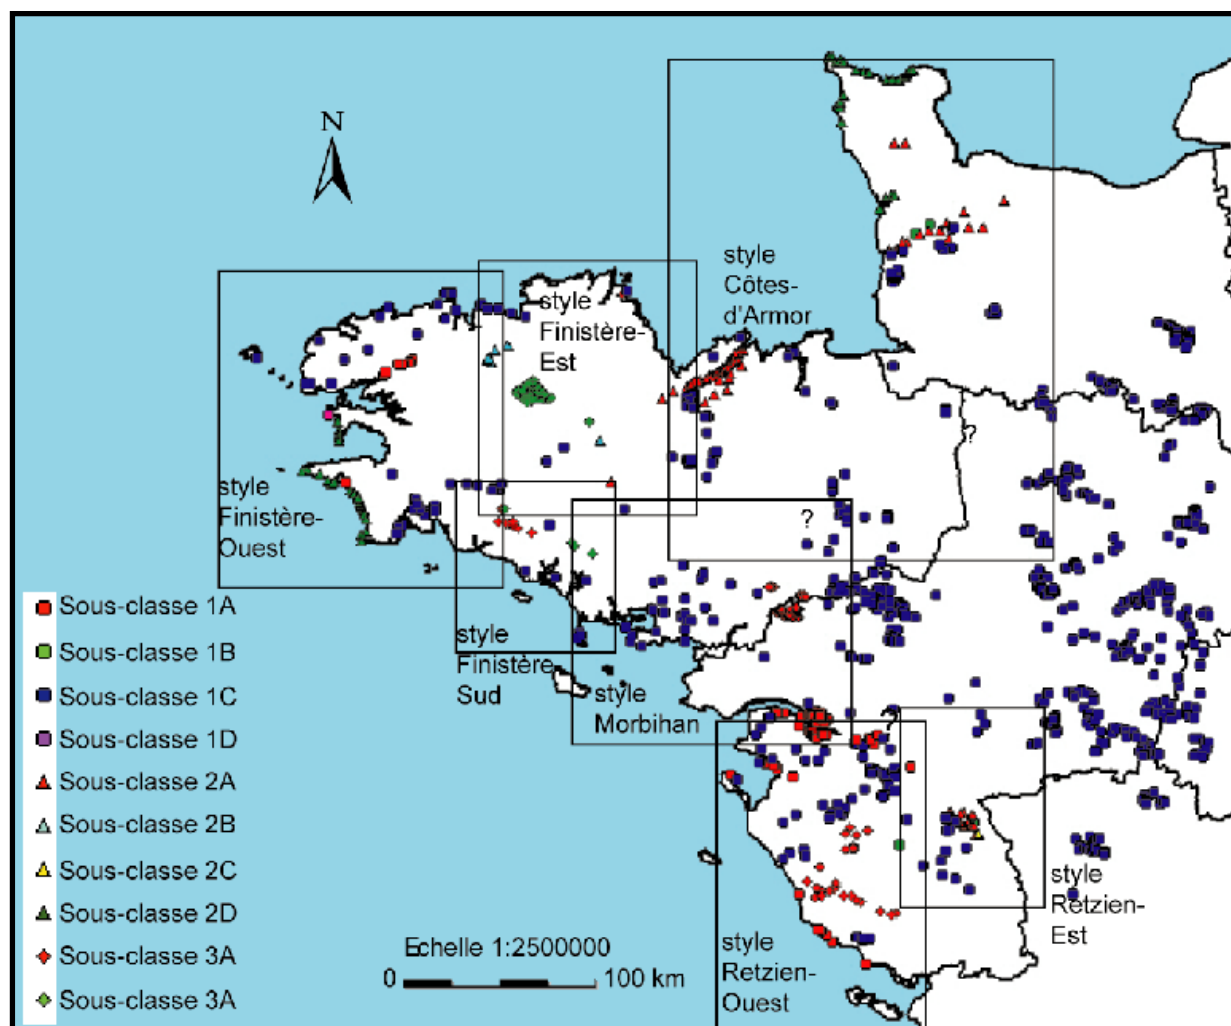 N
style
Côtes-
d'Armor
style
Finistère-
Est
?
style
Finistère-
Ouest
?
Sous-classe 1A
Sous-classe 1B
Sous-classe 1C
Sous-classe 1D
Sous-classe 2A
Sous-classe 2B
Sous-classe 2C
Sous-classe 2D
Sous-classe 3A
Sous-classe 3A
style
Finistère
Sud
style
Morbihan
?
style
Retzien-
Est
Echelle 1:2500000
0 100 km
style
Retzien-
Ouest